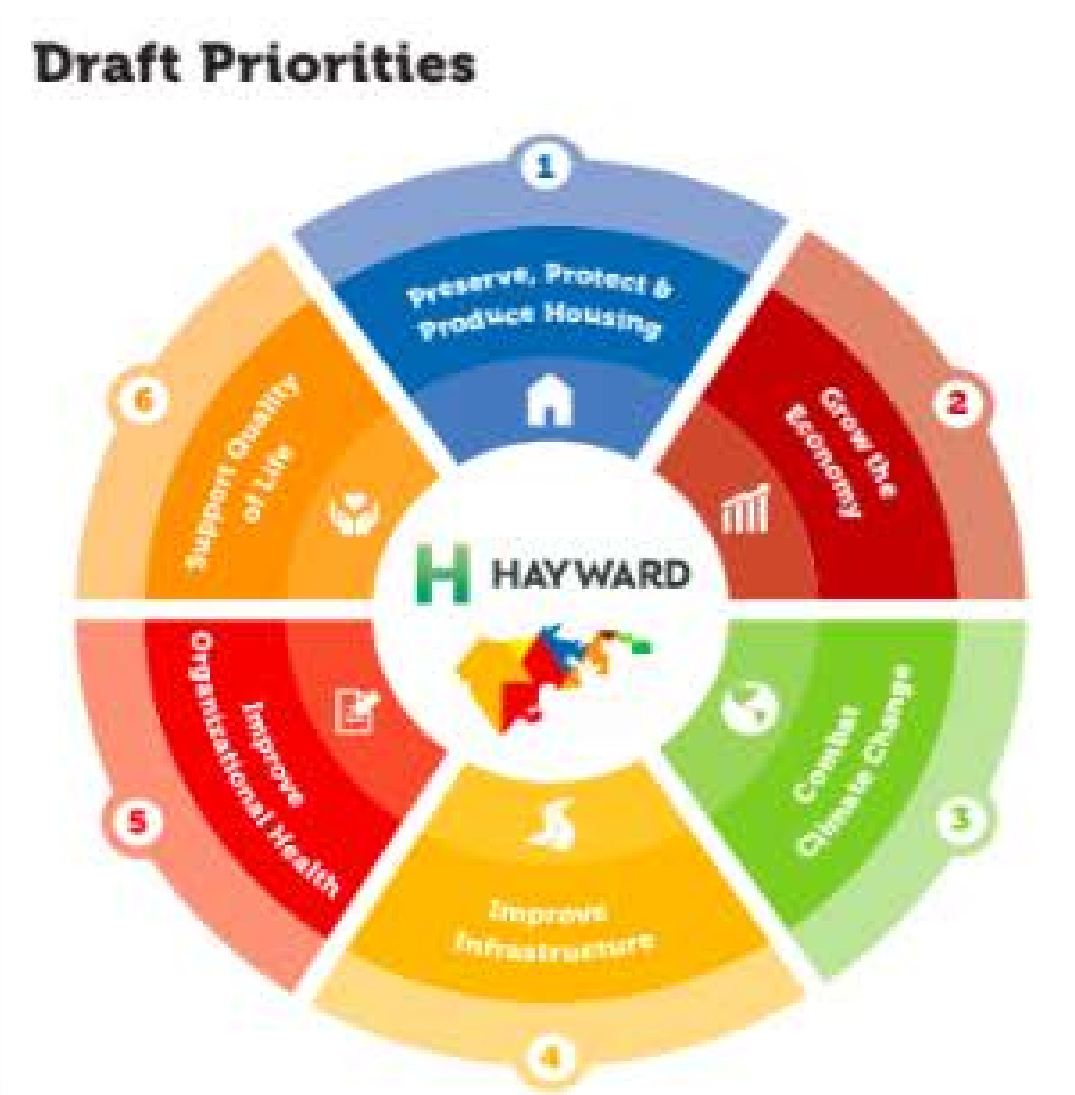 Draft Priorities
1
Preserve, Protect &
Produce Housing
2
Grow the
Economy
3
Combat
Climate Change
4
Improve
Infrastructure
5
Improve
Organizational Health
6
Support Quality
of Life
H HAYWARD